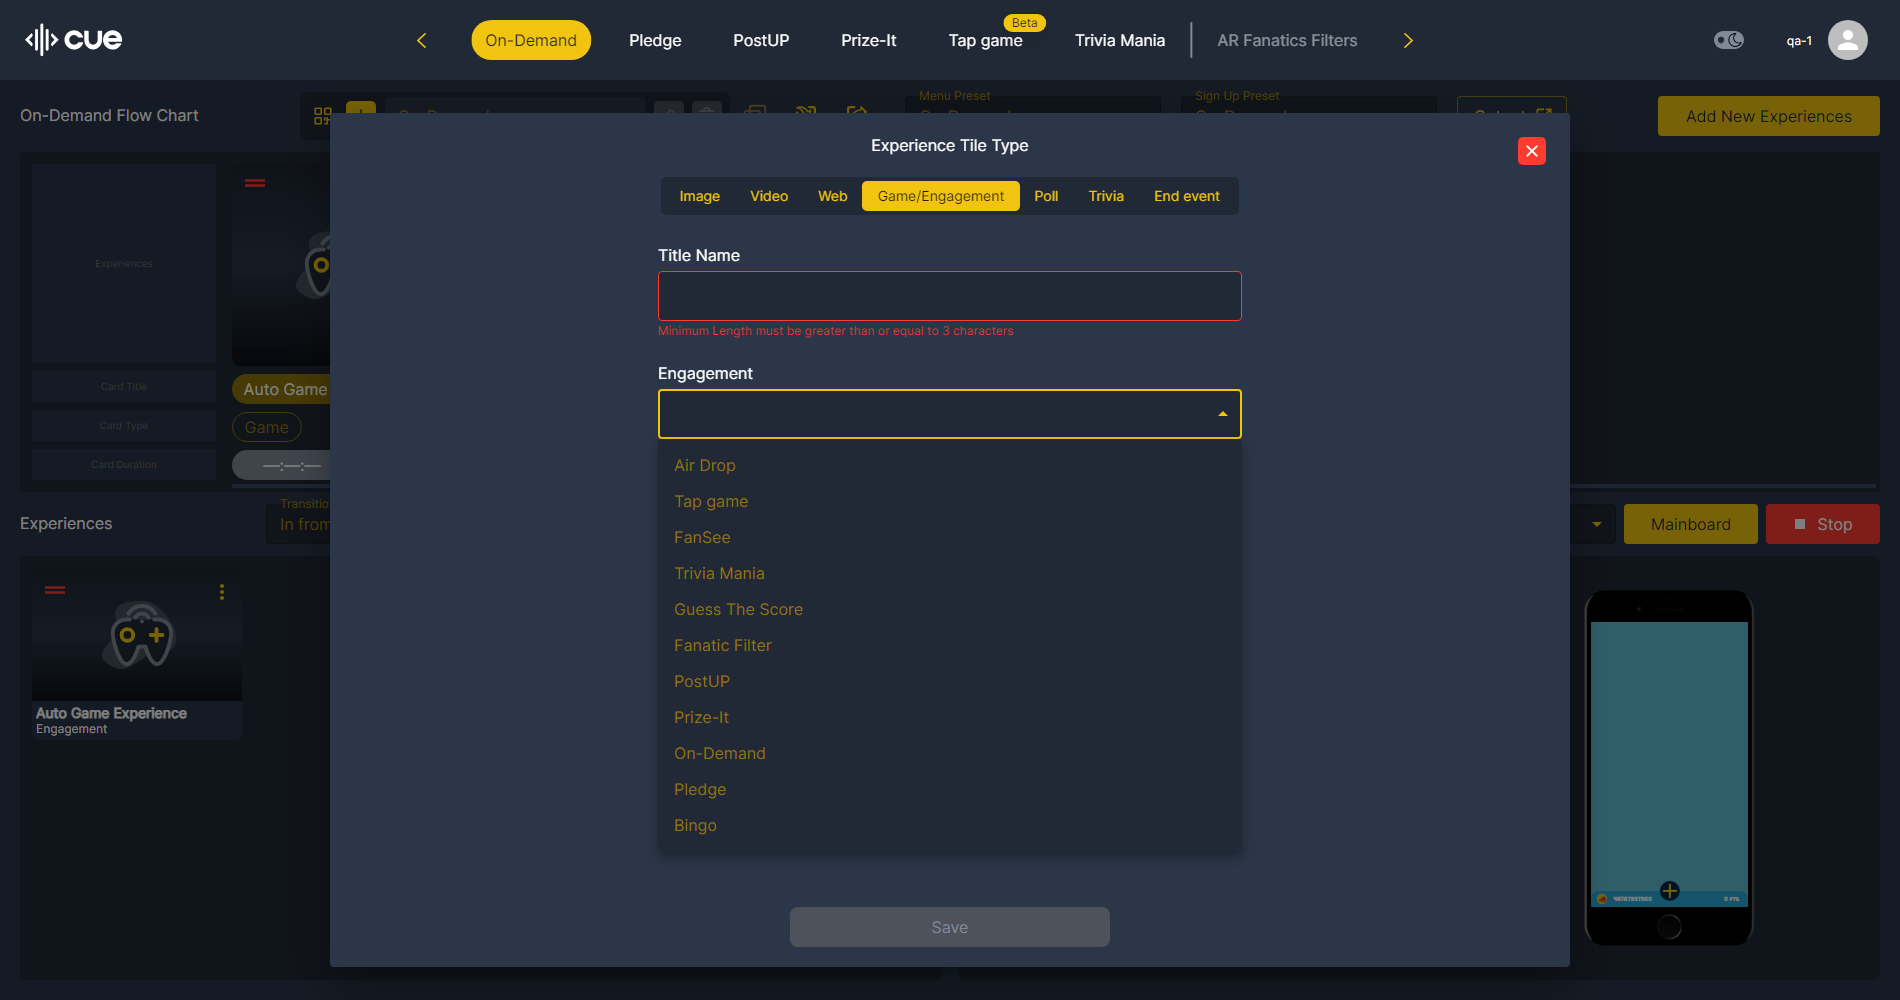 cue
On-Demand
Pledge
PostUP
Prize-It
Tap game
Beta
Trivia Mania
AR Fanatics Filters
qa-1
On-Demand Flow Chart
Menu Preset
Sign Up Preset
Add New Experiences
Experience Tile Type
Image
Video
Web
Game/Engagement
Poll
Trivia
End event
Experiences
Card Title
Card Type
Card Duration
Auto Game
Game
—:—:—
Title Name
Minimum Length must be greater than or equal to 3 characters
Engagement
Air Drop
Tap game
FanSee
Trivia Mania
Guess The Score
Fanatic Filter
PostUP
Prize-It
On-Demand
Pledge
Bingo
Save
Experiences
In from
Mainboard
Stop
Auto Game Experience
Engagement
0 PTS.